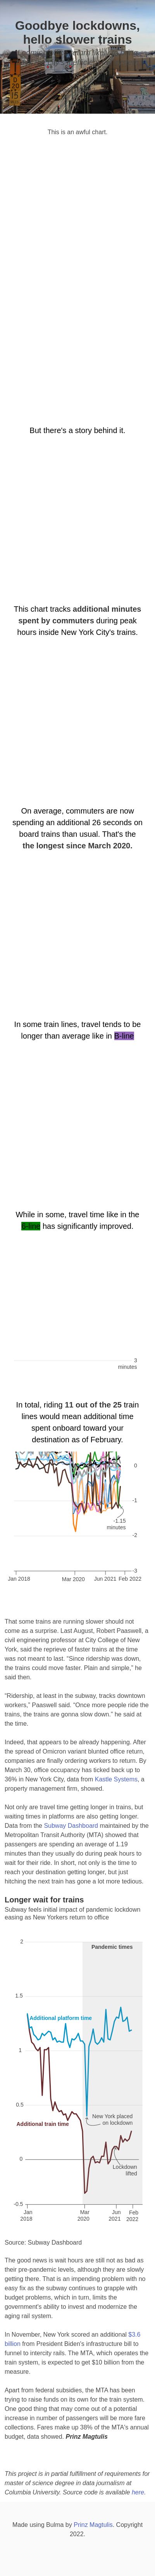 Goodbye lockdowns,
hello slower trains
This is an awful chart.
But there's a story behind it.
This chart tracks additional minutes
spent by commuters during peak
hours inside New York City's trains.
On average, commuters are now
spending an additional 26 seconds on
board trains than usual. That's the
the longest since March 2020.
In some train lines, travel tends to be
longer than average like in B-line
While in some, travel time like in the
has significantly improved.
3
minutes
In total, riding 11 out of the 25 train
lines would mean additional time
spent onboard toward your
destination as of February.
0
-1
-1.15
minutes
-2
-3
Jan 2018
Mar 2020
Jun 2021
Feb 2022
That some trains are running slower should not
come as a surprise. Last August, Robert Paaswell, a
civil engineering professor at City College of New
York, said the reprieve of faster trains at the time
was not meant to last. “Since ridership was down,
the trains could move faster. Plain and simple,” he
said then.
“Ridership, at least in the subway, tracks downtown
workers,” Paaswell said. “Once more people ride the
trains, the trains are gonna slow down.” he said at
the time.
Indeed, that appears to be already happening. After
the spread of Omicron variant blunted office return,
companies are finally ordering workers to return. By
March 30, office occupancy has ticked back up to
36% in New York City, data from Kastle Systems, a
property management firm, showed.
Not only are travel time getting longer in trains, but
waiting times in platforms are also getting longer.
Data from the Subway Dashboard maintained by the
Metropolitan Transit Authority (MTA) showed that
passengers are spending an average of 1.19
minutes than they usually do during peak hours to
wait for their ride. In short, not only is the time to
get to your destination getting longer, but just
hitching the next train has gone a lot more tedious.
Longer wait for trains
Subway feels initial impact of pandemic lockdown
easing as New Yorkers return to office
2
Pandemic times
1.5
Additional platform time
1
0.5
New York placed
on lockdown
Additional train time
0
Lockdown
lifted
-0.5
Jan
2018
Mar
2020
Jun
2021
Feb
2022
Source: Subway Dashboard
The good news is wait hours are still not as bad as
their pre-pandemic levels, although they are slowly
getting there. That is an impending problem with no
easy fix as the subway continues to grapple with
budget problems, which in turn, limits the
government's ability to invest and modernize the
aging rail system.
In November, New York scored an additional $3.6
billion from President Biden's infrastructure bill to
funnel to intercity rails. The MTA, which operates the
train system, is expected to get $10 billion from the
measure.
Apart from federal subsidies, the MTA has been
trying to raise funds on its own for the train system.
One good thing that may come out of a potential
increase in number of passengers will be more fare
collections. Fares make up 38% of the MTA's annual
budget, data showed. Prinz Magtulis
This project is in partial fulfillment of requirements for
master of science degree in data journalism at
Columbia University. Source code is available here.
Made using Bulma by Prinz Magtulis. Copyright
2022.